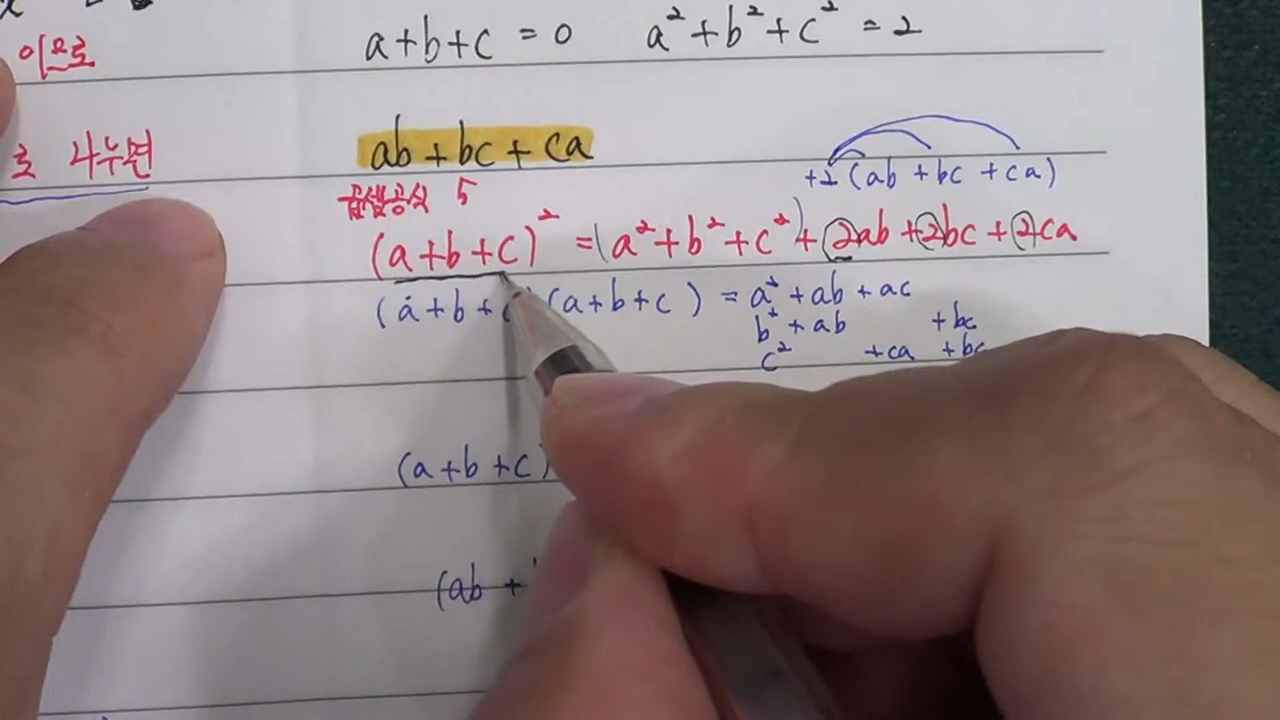 이으로
a+b+c = 0  a²+b²+c² = 2
로 나누면
ab + bc + ca
곱셈공식 5
+2 (ab + bc + ca)
(a+b+c)² = (a²+b²+c²) + 2ab + 2bc + 2ca
(a+b+c) (a+b+c) = a² + ab + ac
b² + ab + bc
c² + ca + bc
(a+b+c)
(ab +